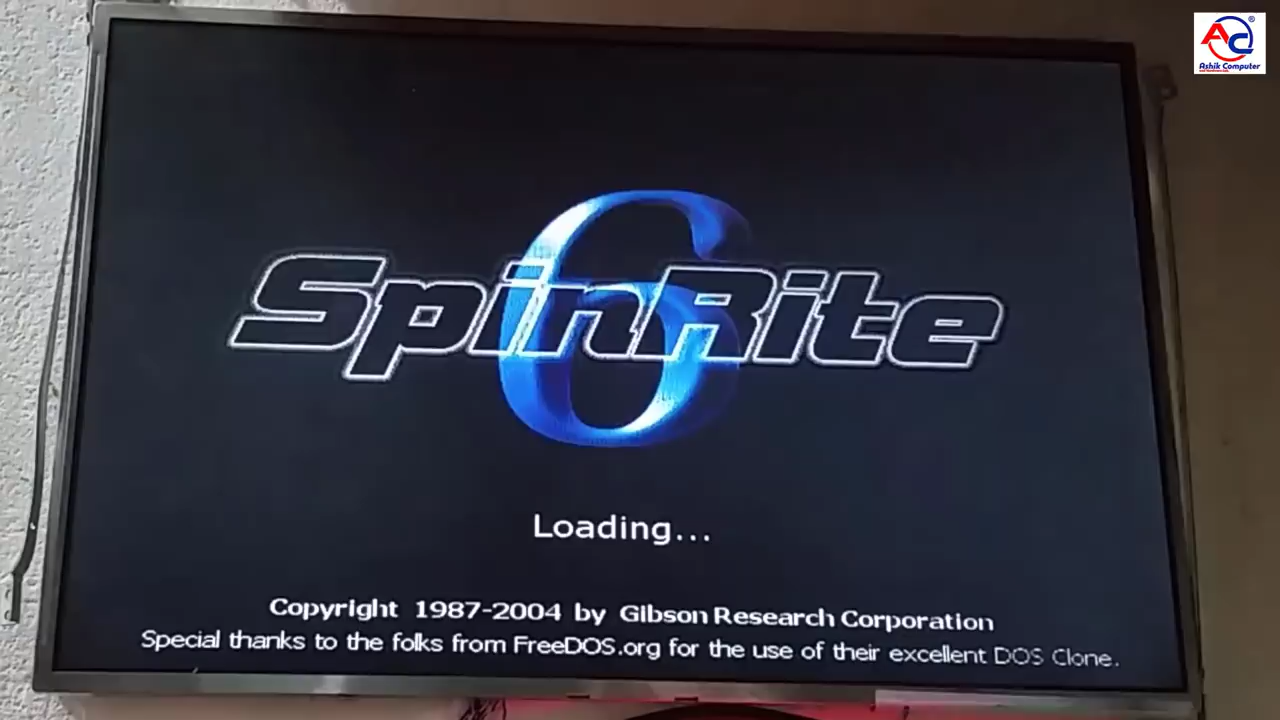 AC®
Ashik Computer
6
SpinRite
Loading...
Copyright 1987-2004 by Gibson Research Corporation
Special thanks to the folks from FreeDOS.org for the use of their excellent DOS Clone.